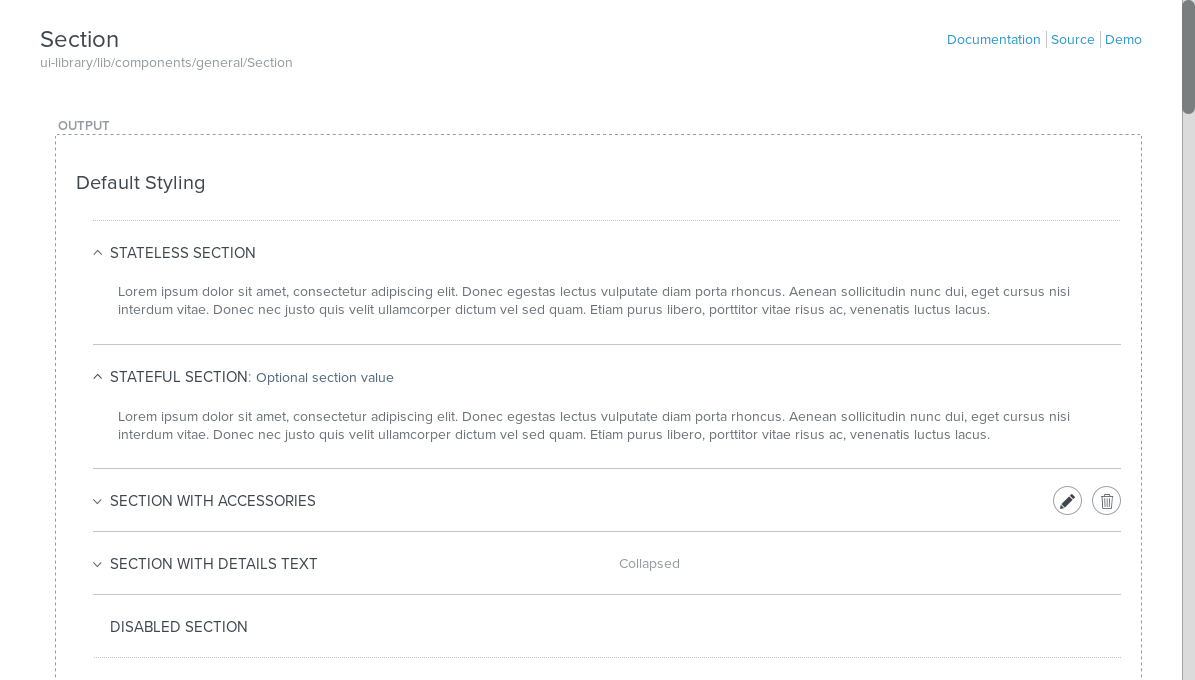 Section
Documentation Source Demo
ui-library/lib/components/general/Section
OUTPUT
Default Styling
STATELESS SECTION
Lorem ipsum dolor sit amet, consectetur adipiscing elit. Donec egestas lectus vulputate diam porta rhoncus. Aenean sollicitudin nunc dui, eget cursus nisi
interdum vitae. Donec nec justo quis velit ullamcorper dictum vel sed quam. Etiam purus libero, porttitor vitae risus ac, venenatis luctus lacus.
STATEFUL SECTION: Optional section value
Lorem ipsum dolor sit amet, consectetur adipiscing elit. Donec egestas lectus vulputate diam porta rhoncus. Aenean sollicitudin nunc dui, eget cursus nisi
interdum vitae. Donec nec justo quis velit ullamcorper dictum vel sed quam. Etiam purus libero, porttitor vitae risus ac, venenatis luctus lacus.
SECTION WITH ACCESSORIES
SECTION WITH DETAILS TEXT Collapsed
DISABLED SECTION